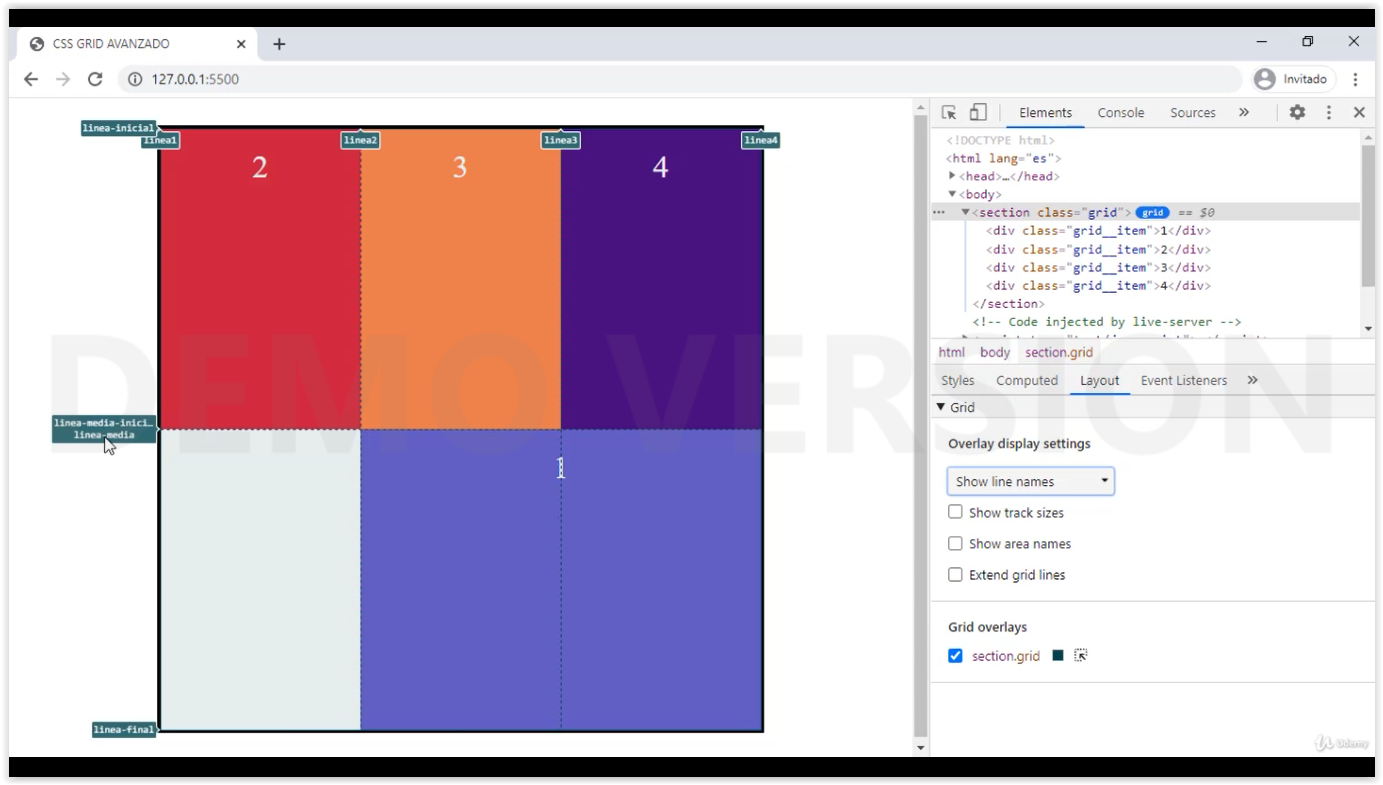 CSS GRID AVANZADO
127.0.0.1:5500
Invitado
linea-inicial
linea1
linea2
linea3
linea4
2
3
4
linea-media-inici…
linea-media
1
linea-final
DEMO VERSION
Elements Console Sources »
<!DOCTYPE html>
<html lang="es">
<head>…</head>
<body>
<section class="grid"> grid == $0
<div class="grid__item">1</div>
<div class="grid__item">2</div>
<div class="grid__item">3</div>
<div class="grid__item">4</div>
</section>
<!-- Code injected by live-server -->
html body section.grid
Styles Computed Layout Event Listeners »
Grid
Overlay display settings
Show line names
Show track sizes
Show area names
Extend grid lines
Grid overlays
section.grid
Udemy